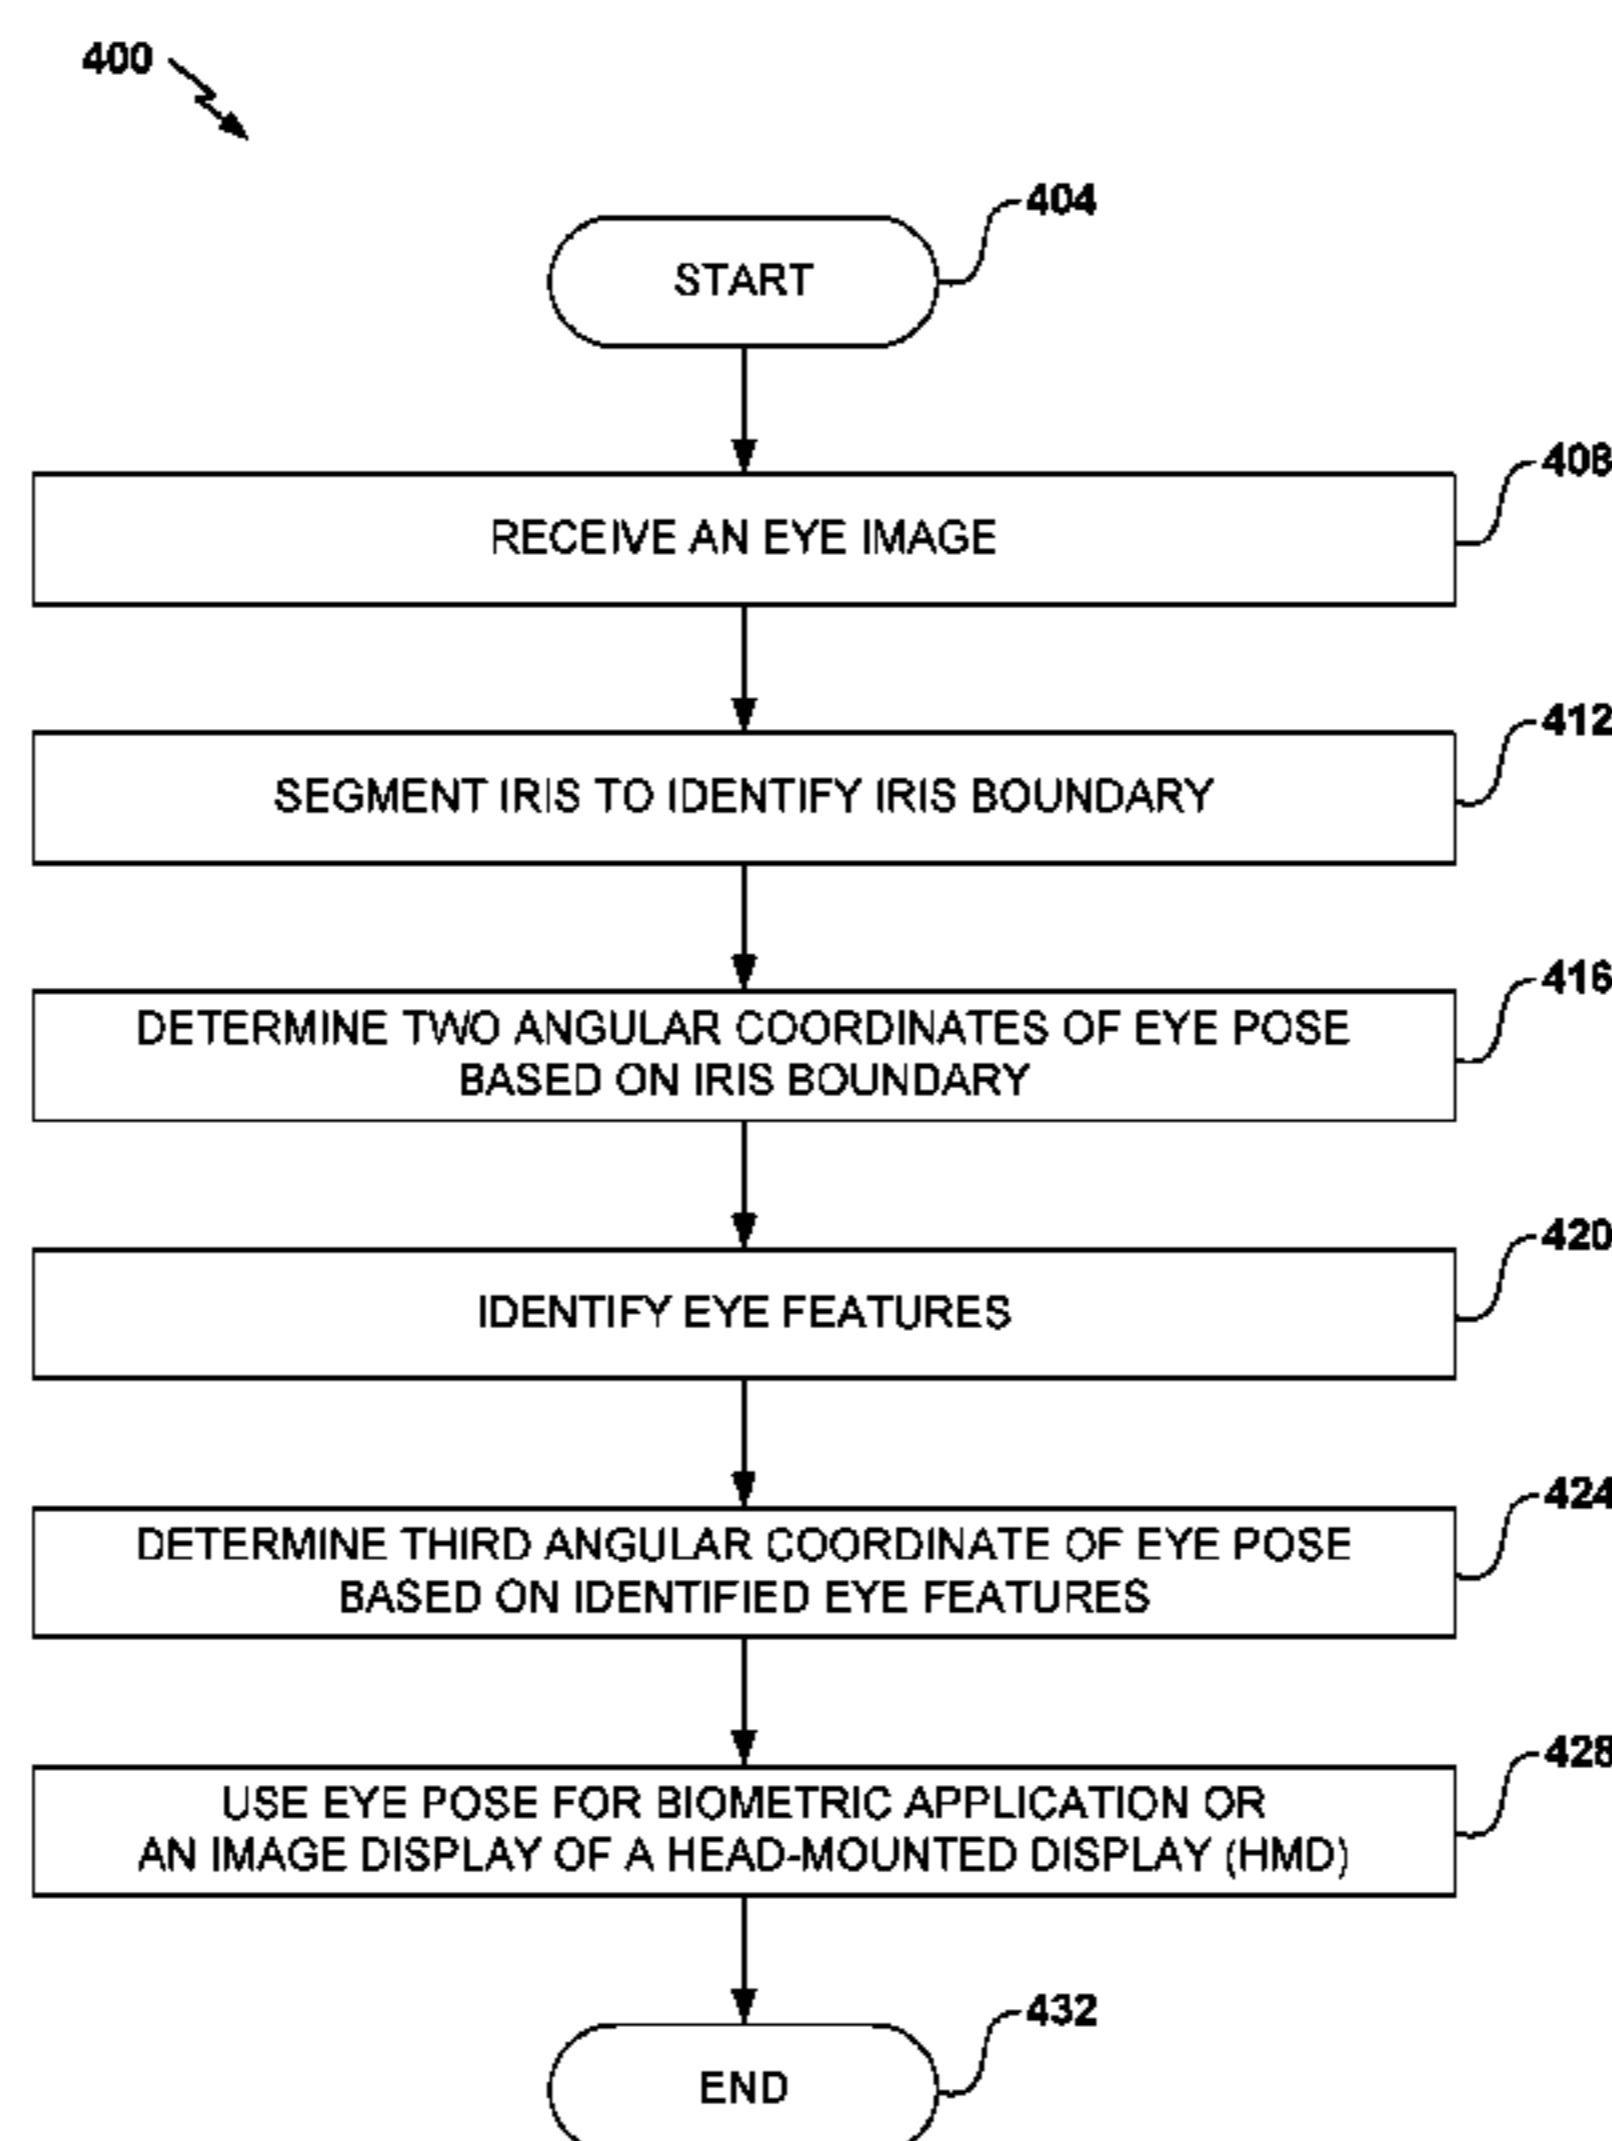 400
404
START
408
RECEIVE AN EYE IMAGE
412
SEGMENT IRIS TO IDENTIFY IRIS BOUNDARY
416
DETERMINE TWO ANGULAR COORDINATES OF EYE POSE
BASED ON IRIS BOUNDARY
420
IDENTIFY EYE FEATURES
424
DETERMINE THIRD ANGULAR COORDINATE OF EYE POSE
BASED ON IDENTIFIED EYE FEATURES
428
USE EYE POSE FOR BIOMETRIC APPLICATION OR
AN IMAGE DISPLAY OF A HEAD-MOUNTED DISPLAY (HMD)
432
END